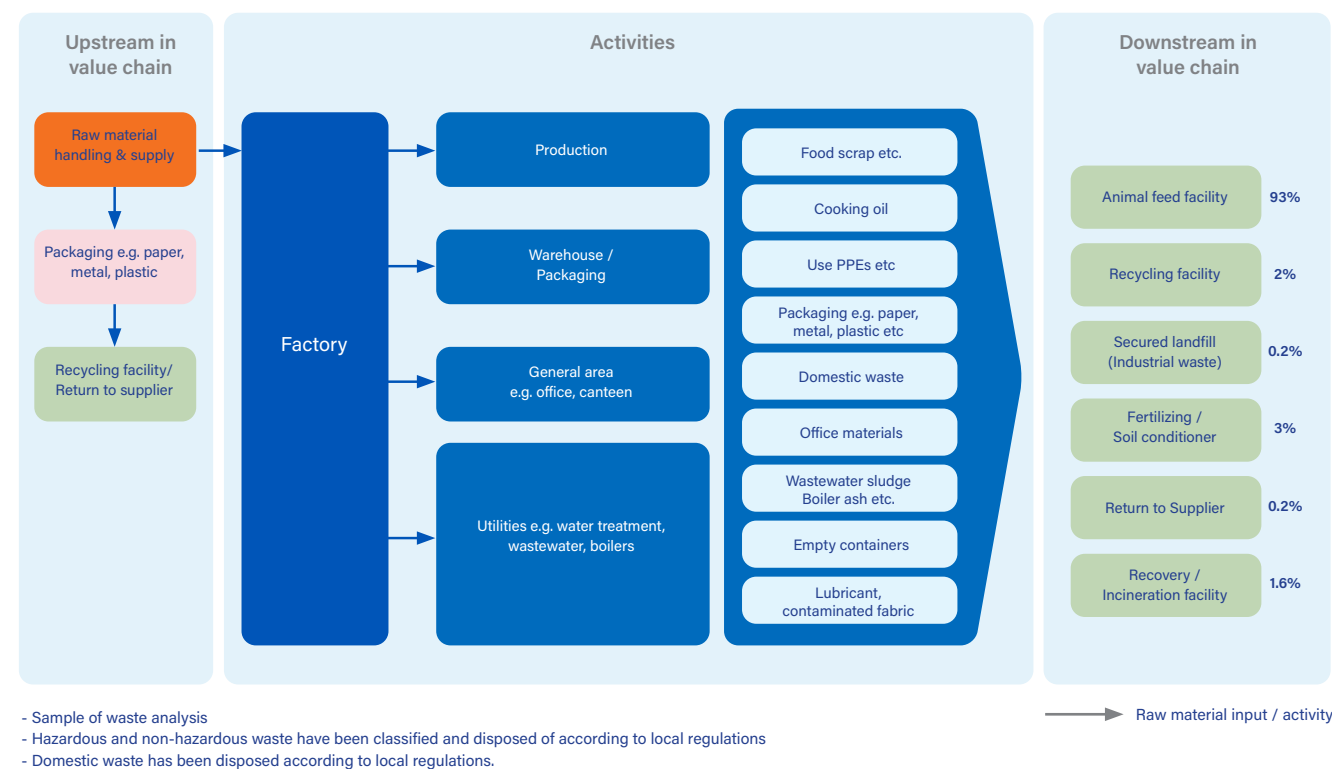 Upstream in
value chain
Raw material
handling & supply
Packaging e.g. paper,
metal, plastic
Recycling facility/
Return to supplier
Activities
Factory
Production
Warehouse /
Packaging
General area
e.g. office, canteen
Utilities e.g. water treatment,
wastewater, boilers
Food scrap etc.
Cooking oil
Use PPEs etc
Packaging e.g. paper,
metal, plastic etc
Domestic waste
Office materials
Wastewater sludge
Boiler ash etc.
Empty containers
Lubricant,
contaminated fabric
Downstream in
value chain
Animal feed facility 93%
Recycling facility 2%
Secured landfill
(Industrial waste) 0.2%
Fertilizing /
Soil conditioner 3%
Return to Supplier 0.2%
Recovery /
Incineration facility 1.6%
- Sample of waste analysis
- Hazardous and non-hazardous waste have been classified and disposed of according to local regulations
- Domestic waste has been disposed according to local regulations.
Raw material input / activity